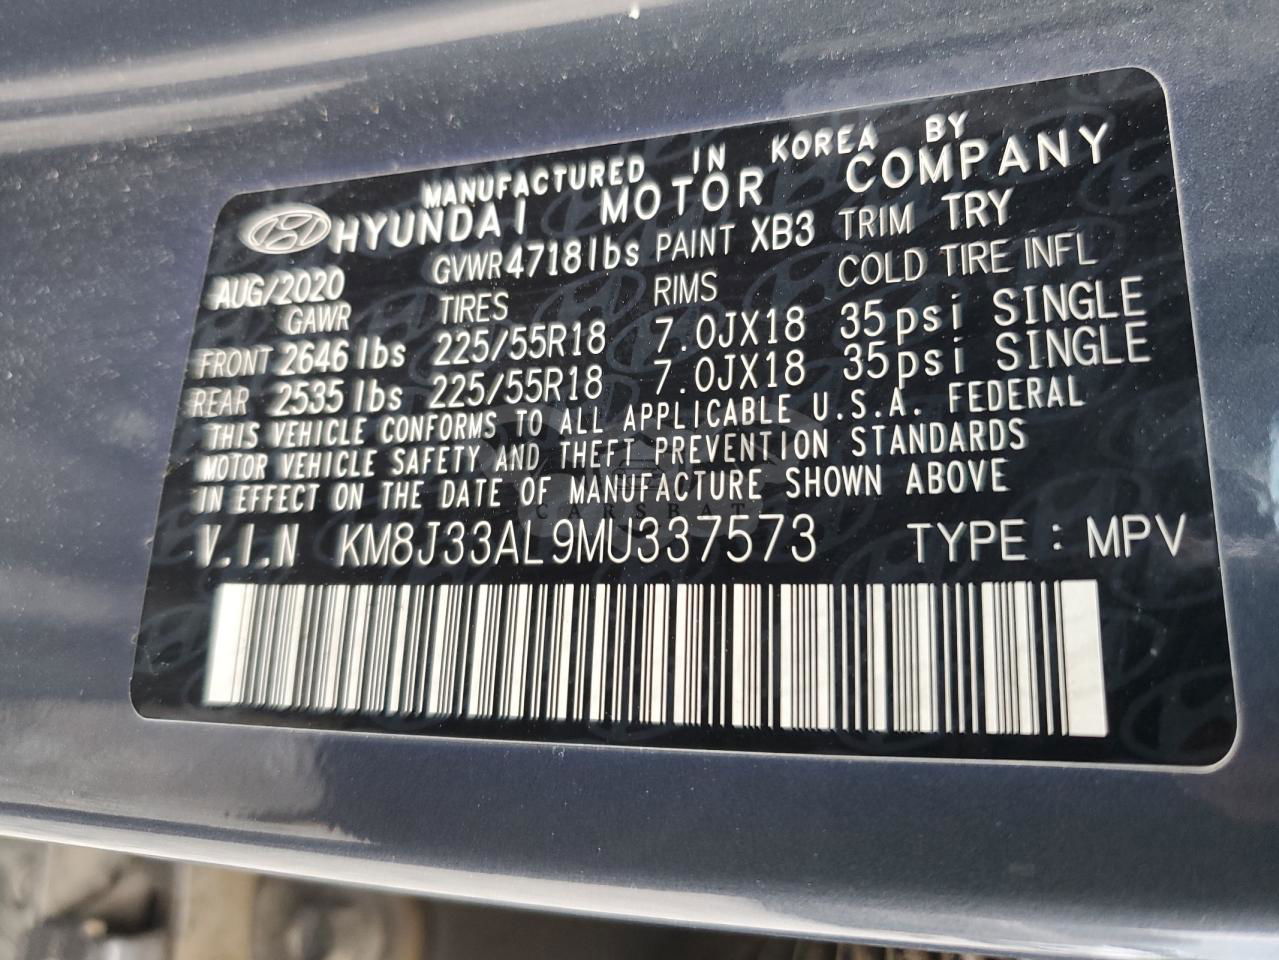 MANUFACTURED IN KOREA BY
HYUNDAI MOTOR COMPANY
AUG/2020 GVWR 4718 lbs PAINT XB3 TRIM TRY
GAWR TIRES RIMS COLD TIRE INFL
FRONT 2646 lbs 225/55R18 7.0JX18 35psi SINGLE
REAR 2535 lbs 225/55R18 7.0JX18 35psi SINGLE
THIS VEHICLE CONFORMS TO ALL APPLICABLE U.S.A. FEDERAL
MOTOR VEHICLE SAFETY AND THEFT PREVENTION STANDARDS
IN EFFECT ON THE DATE OF MANUFACTURE SHOWN ABOVE
CARSBAT
V.I.N KM8J33AL9MU337573 TYPE : MPV